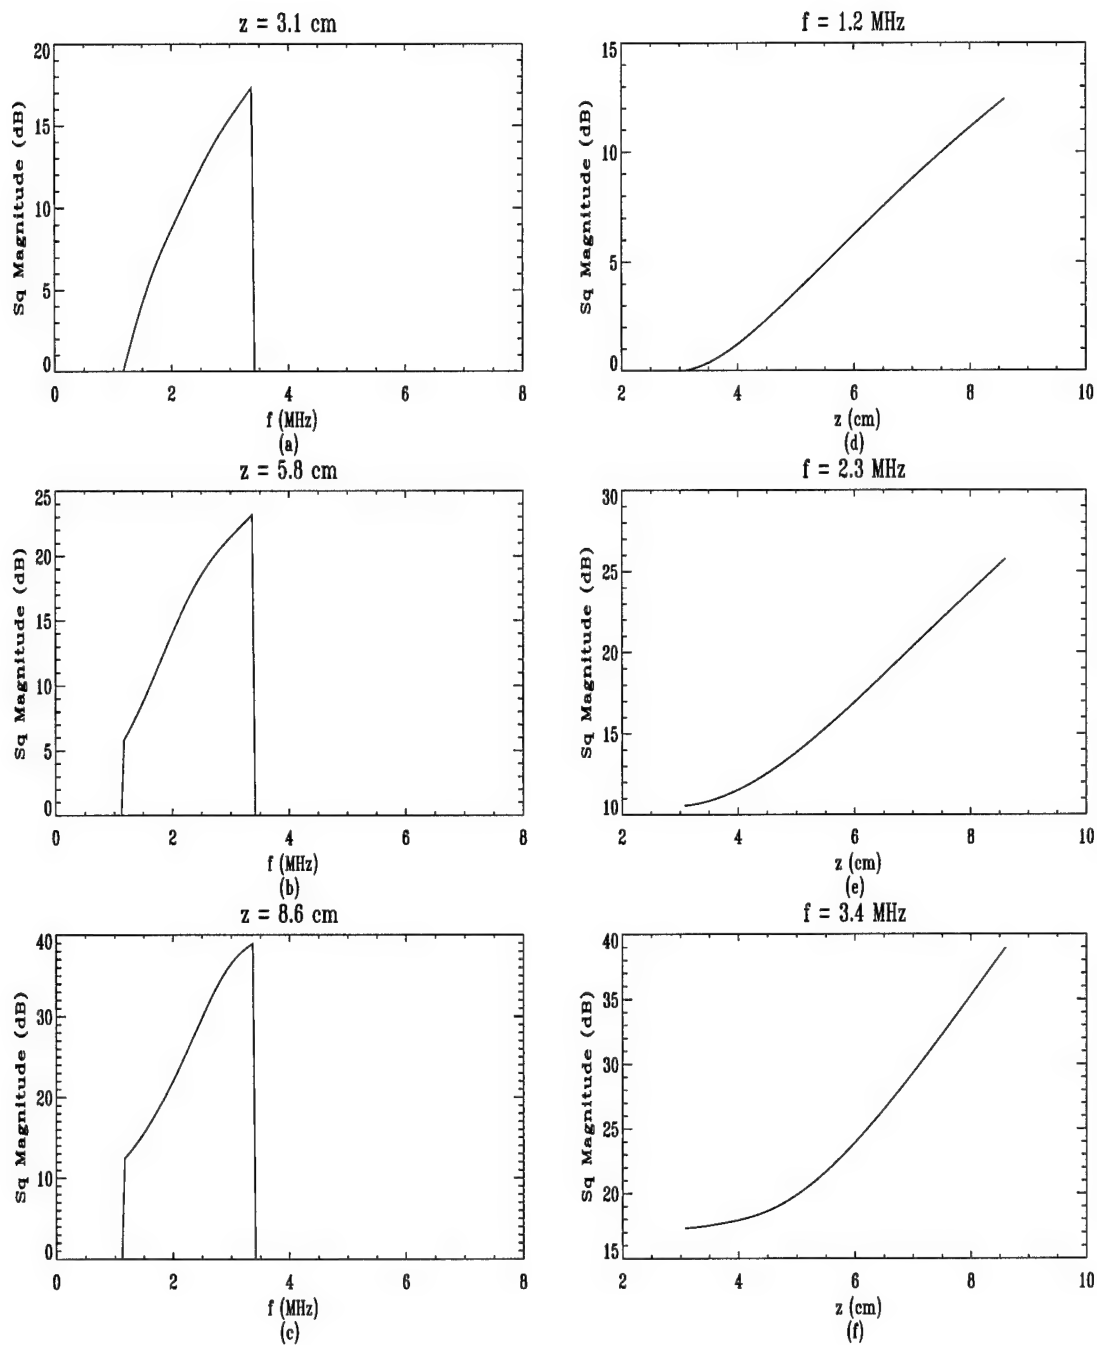 z = 3.1 cm
Sq Magnitude (dB)
20
15
10
5
0
0 2 4 6 8
f (MHz)
(a)
f = 1.2 MHz
Sq Magnitude (dB)
15
10
5
0
2 4 6 8 10
z (cm)
(d)
z = 5.8 cm
Sq Magnitude (dB)
25
20
15
10
5
0
0 2 4 6 8
f (MHz)
(b)
f = 2.3 MHz
Sq Magnitude (dB)
30
25
20
15
10
2 4 6 8 10
z (cm)
(e)
z = 8.6 cm
Sq Magnitude (dB)
40
30
20
10
0
0 2 4 6 8
f (MHz)
(c)
f = 3.4 MHz
Sq Magnitude (dB)
40
35
30
25
20
15
2 4 6 8 10
z (cm)
(f)